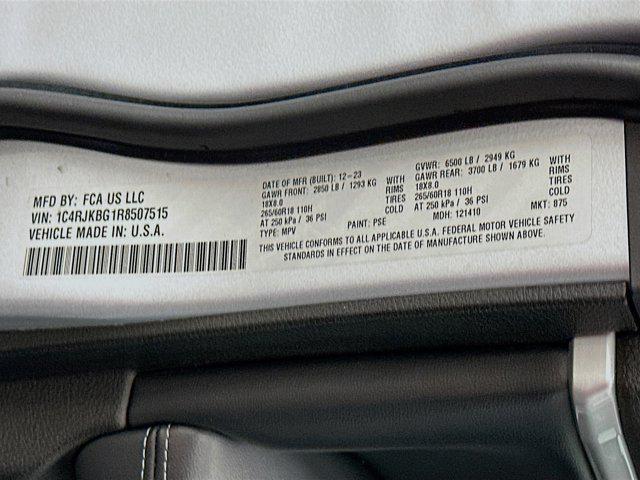 MFD BY: FCA US LLC
VIN: 1C4RJKBG1R8507515
VEHICLE MADE IN: U.S.A.
DATE OF MFR (BUILT): 12-23
GAWR FRONT: 2850 LB / 1293 KG WITH
18X8.0 RIMS
265/60R18 110H TIRES
AT 250 kPa / 36 PSI COLD
TYPE: MPV PAINT: PSE
GVWR: 6500 LB / 2949 KG
GAWR REAR: 3700 LB / 1679 KG WITH
18X8.0 RIMS
265/60R18 110H TIRES
AT 250 kPa / 36 PSI COLD
MDH: 121410 MKT: 875
THIS VEHICLE CONFORMS TO ALL APPLICABLE U.S.A. FEDERAL MOTOR VEHICLE SAFETY
STANDARDS IN EFFECT ON THE DATE OF MANUFACTURE SHOWN ABOVE.